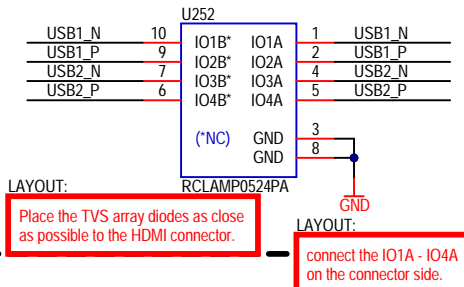 U252
USB1_N 10 IO1B* IO1A 1 USB1_N
USB1_P 9 IO2B* IO2A 2 USB1_P
USB2_N 7 IO3B* IO3A 4 USB2_N
USB2_P 6 IO4B* IO4A 5 USB2_P
(*NC) GND 3
GND 8
RCLAMP0524PA
GND
LAYOUT:
Place the TVS array diodes as close
as possible to the HDMI connector.
LAYOUT:
connect the IO1A - IO4A
on the connector side.